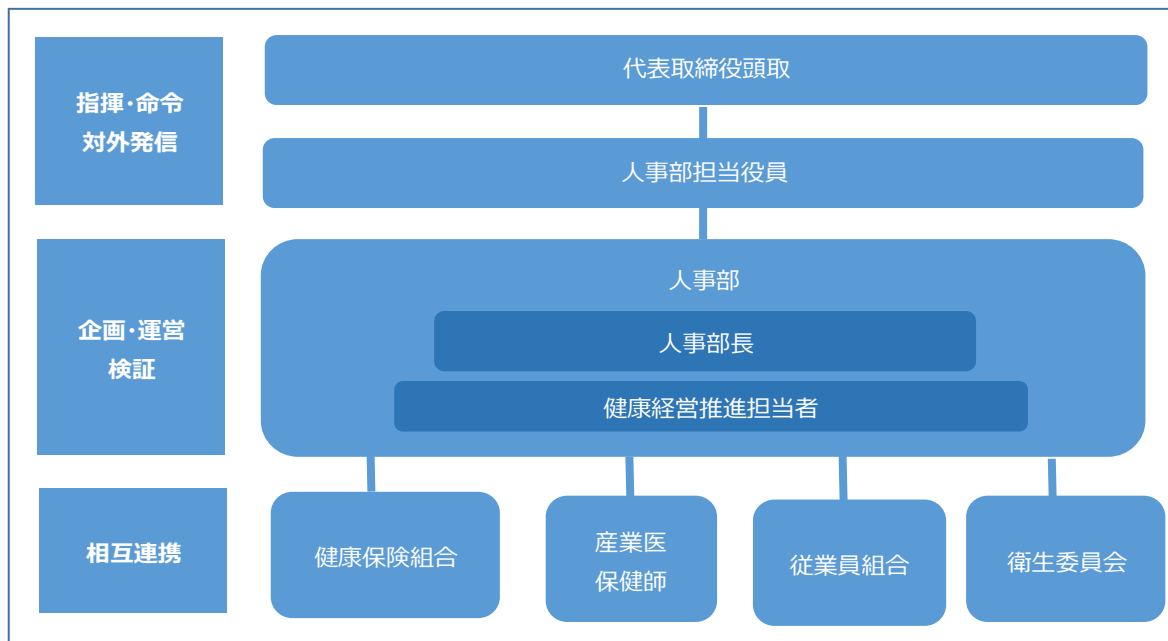 指揮・命令
対外発信
代表取締役頭取
人事部担当役員
企画・運営
検証
人事部
人事部長
健康経営推進担当者
相互連携
健康保険組合
産業医
保健師
従業員組合
衛生委員会